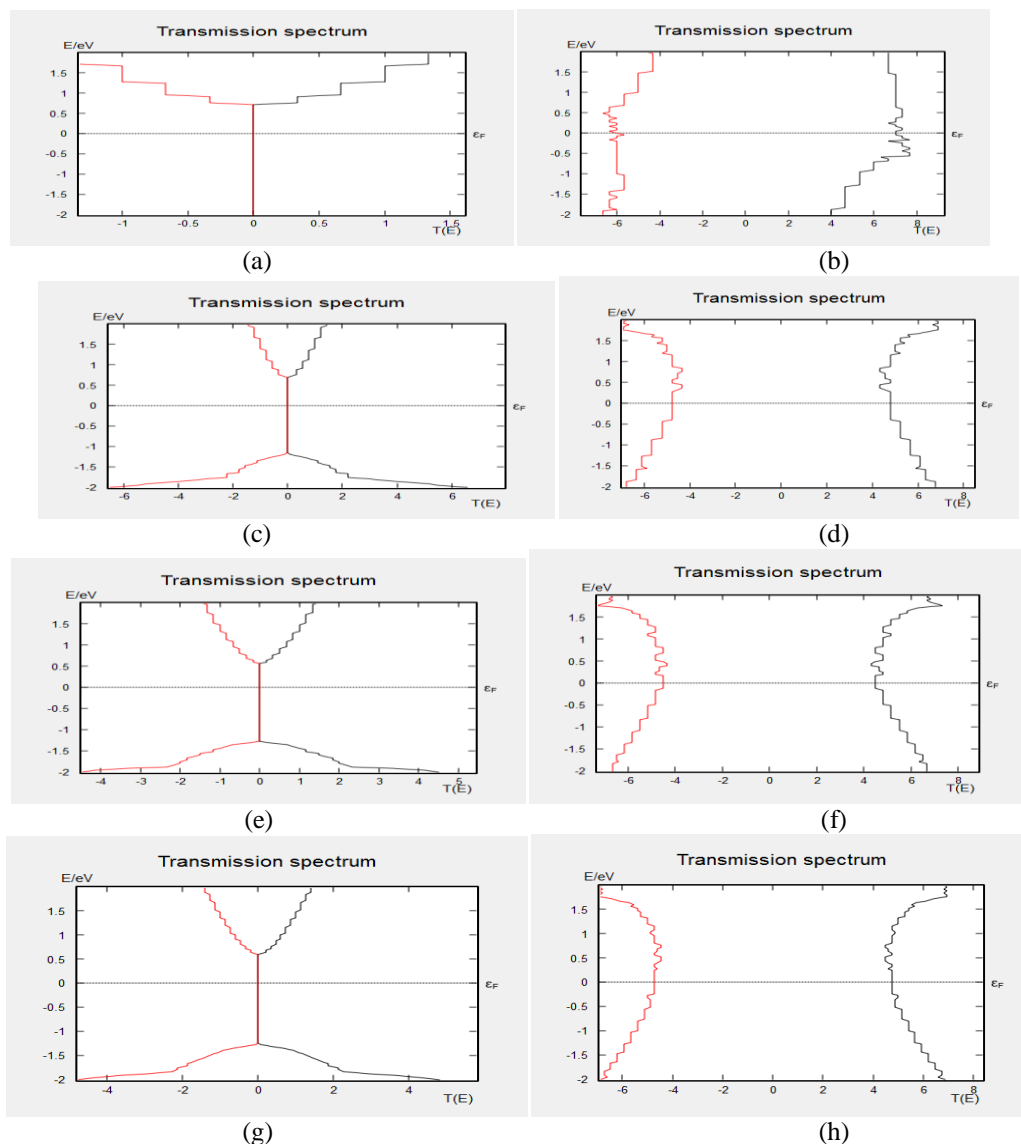 Transmission spectrum
E/eV
1.5
1
0.5
0
-0.5
-1
-1.5
-2
εF
-1 -0.5 0 0.5 1 1.5
T(E)
(a)
Transmission spectrum
E/eV
1.5
1
0.5
0
-0.5
-1
-1.5
-2
εF
-6 -4 -2 0 2 4 6 8
T(E)
(b)
Transmission spectrum
E/eV
1.5
1
0.5
0
-0.5
-1
-1.5
-2
εF
-6 -4 -2 0 2 4 6
T(E)
(c)
Transmission spectrum
E/eV
1.5
1
0.5
0
-0.5
-1
-1.5
-2
εF
-6 -4 -2 0 2 4 6 8
T(E)
(d)
Transmission spectrum
E/eV
1.5
1
0.5
0
-0.5
-1
-1.5
-2
εF
-4 -3 -2 -1 0 1 2 3 4 5
T(E)
(e)
Transmission spectrum
E/eV
1.5
1
0.5
0
-0.5
-1
-1.5
-2
εF
-6 -4 -2 0 2 4 6 8
T(E)
(f)
Transmission spectrum
E/eV
1.5
1
0.5
0
-0.5
-1
-1.5
-2
εF
-4 -2 0 2 4
T(E)
(g)
Transmission spectrum
E/eV
1.5
1
0.5
0
-0.5
-1
-1.5
-2
εF
-6 -4 -2 0 2 4 6 8
T(E)
(h)